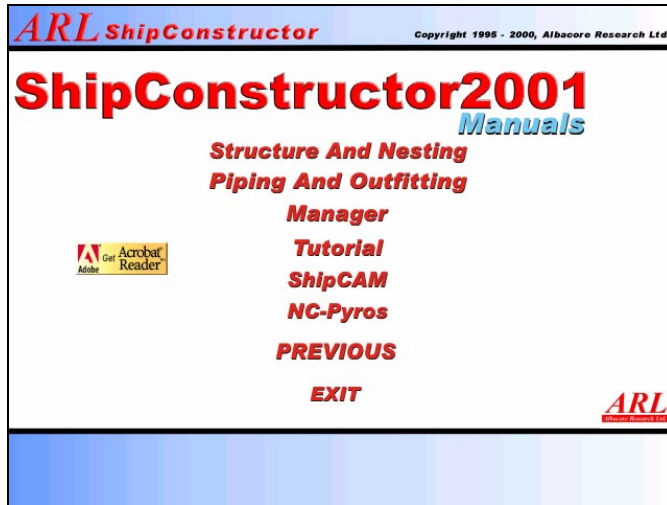 ARL ShipConstructor Copyright 1995 - 2000, Albacore Research Ltd
ShipConstructor2001
Manuals
Structure And Nesting
Piping And Outfitting
Manager
Tutorial
Adobe Get Acrobat Reader
ShipCAM
NC-Pyros
PREVIOUS
EXIT
ARL
Albacore Research Ltd.